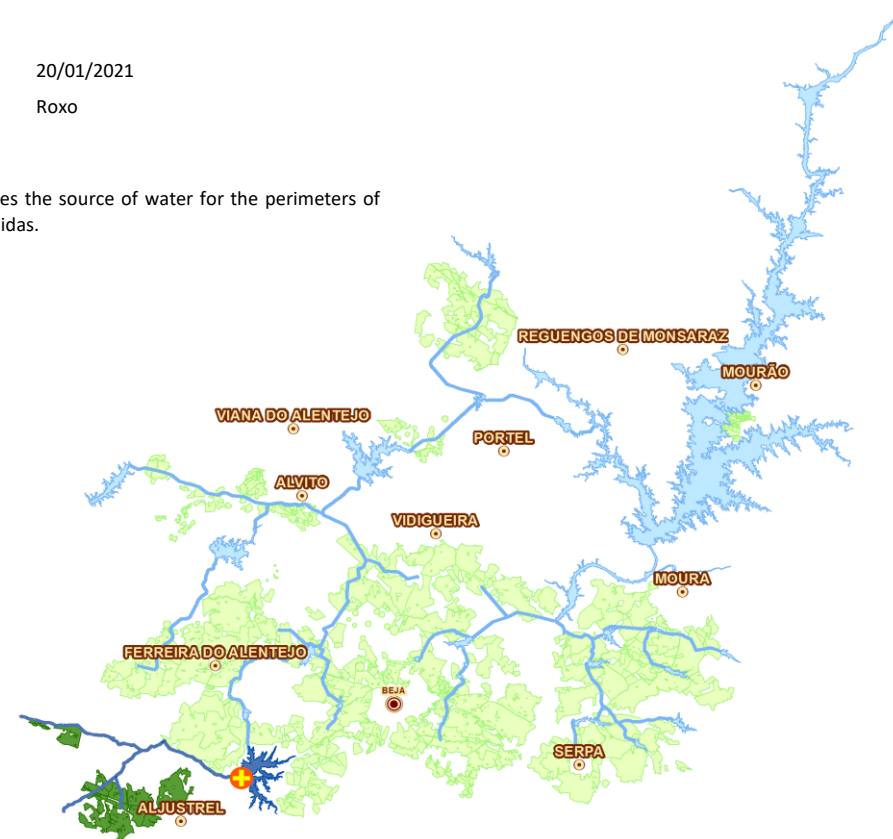 20/01/2021
Roxo
es the source of water for the perimeters of
idas.
REGUENGOS DE MONSARAZ
MOURÃO
VIANA DO ALENTEJO
PORTEL
ALVITO
VIDIGUEIRA
MOURA
FERREIRA DO ALENTEJO
BEJA
SERPA
ALJUSTREL